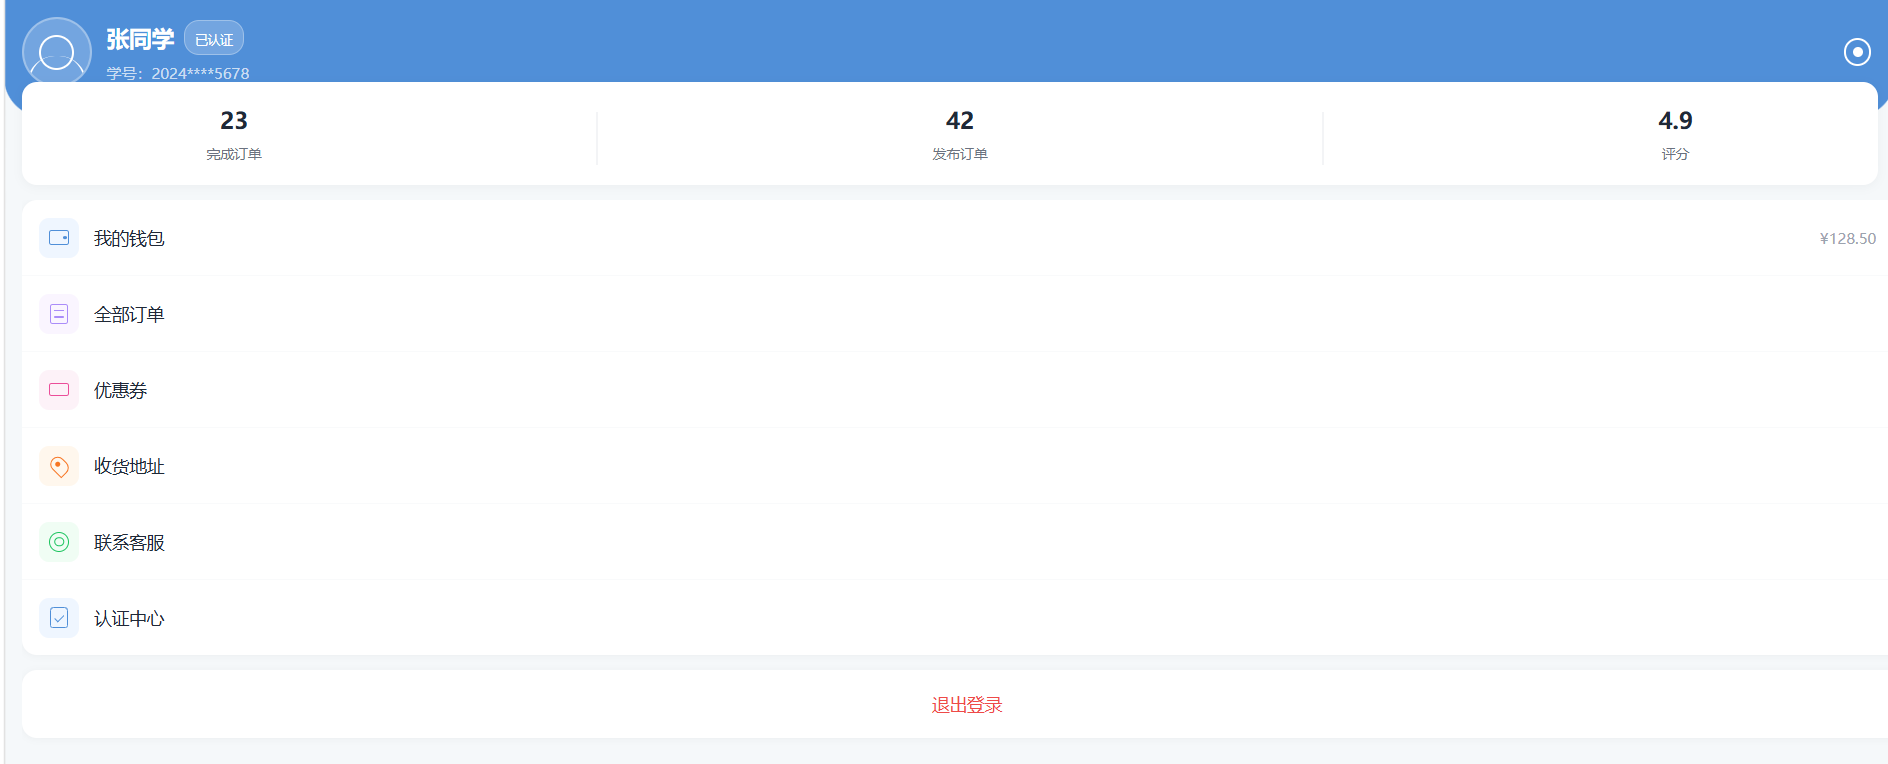 张同学 已认证
学号：2024****5678
23
完成订单
42
发布订单
4.9
评分
我的钱包 ¥128.50
全部订单
优惠券
收货地址
联系客服
认证中心
退出登录